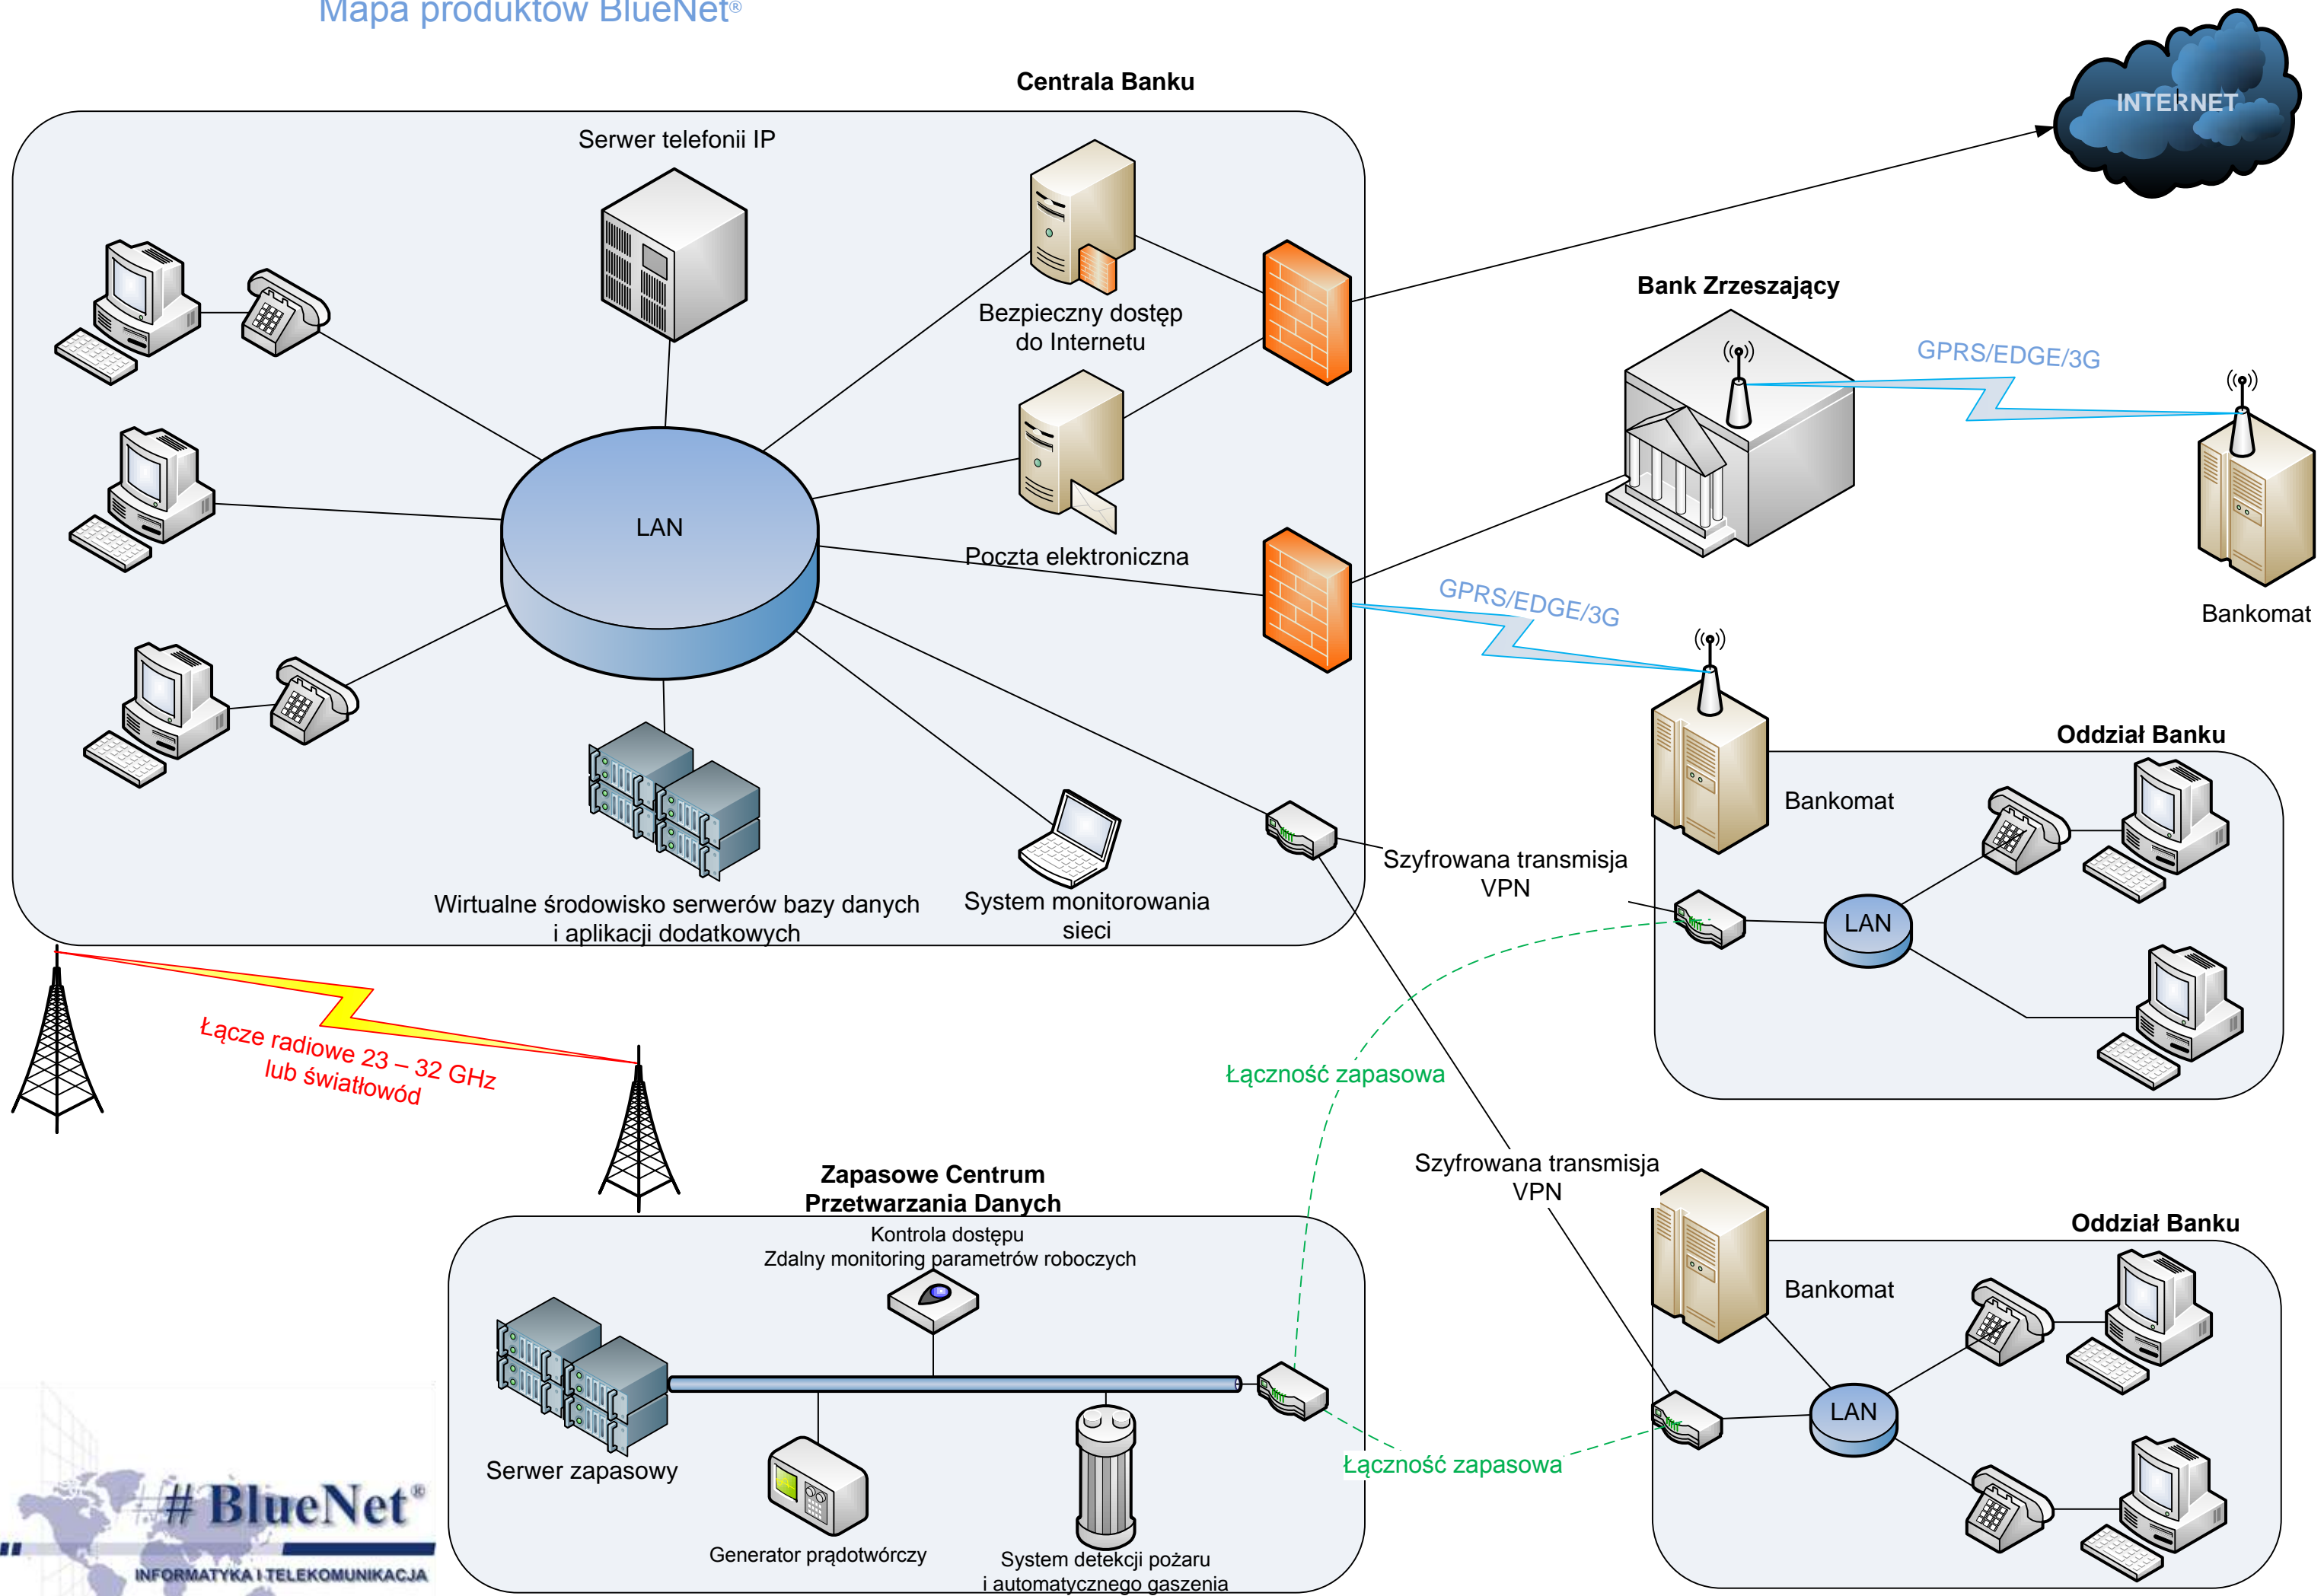 Mapa produktów BlueNet®
Centrala Banku
INTERNET
Serwer telefonii IP
Bezpieczny dostęp
do Internetu
Bank Zrzeszający
GPRS/EDGE/3G
LAN
Poczta elektroniczna
GPRS/EDGE/3G
Bankomat
Oddział Banku
Bankomat
Szyfrowana transmisja
VPN
LAN
Wirtualne środowisko serwerów bazy danych
i aplikacji dodatkowych
System monitorowania
sieci
Łącze radiowe 23 – 32 GHz
lub światłowód
Łączność zapasowa
Szyfrowana transmisja
VPN
Zapasowe Centrum
Przetwarzania Danych
Kontrola dostępu
Zdalny monitoring parametrów roboczych
Oddział Banku
Bankomat
LAN
Serwer zapasowy
Łączność zapasowa
Generator prądotwórczy
System detekcji pożaru
i automatycznego gaszenia
# BlueNet®
INFORMATYKA I TELEKOMUNIKACJA